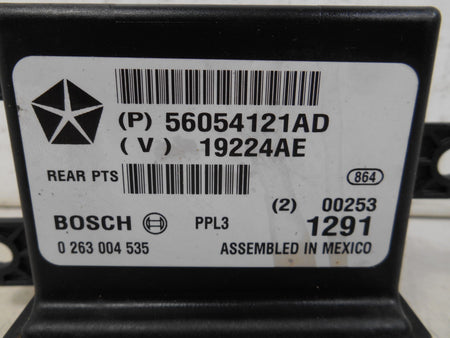 (P) 56054121AD
(V) 19224AE
REAR PTS
864
(2) 00253
BOSCH PPL3 1291
0 263 004 535 ASSEMBLED IN MEXICO